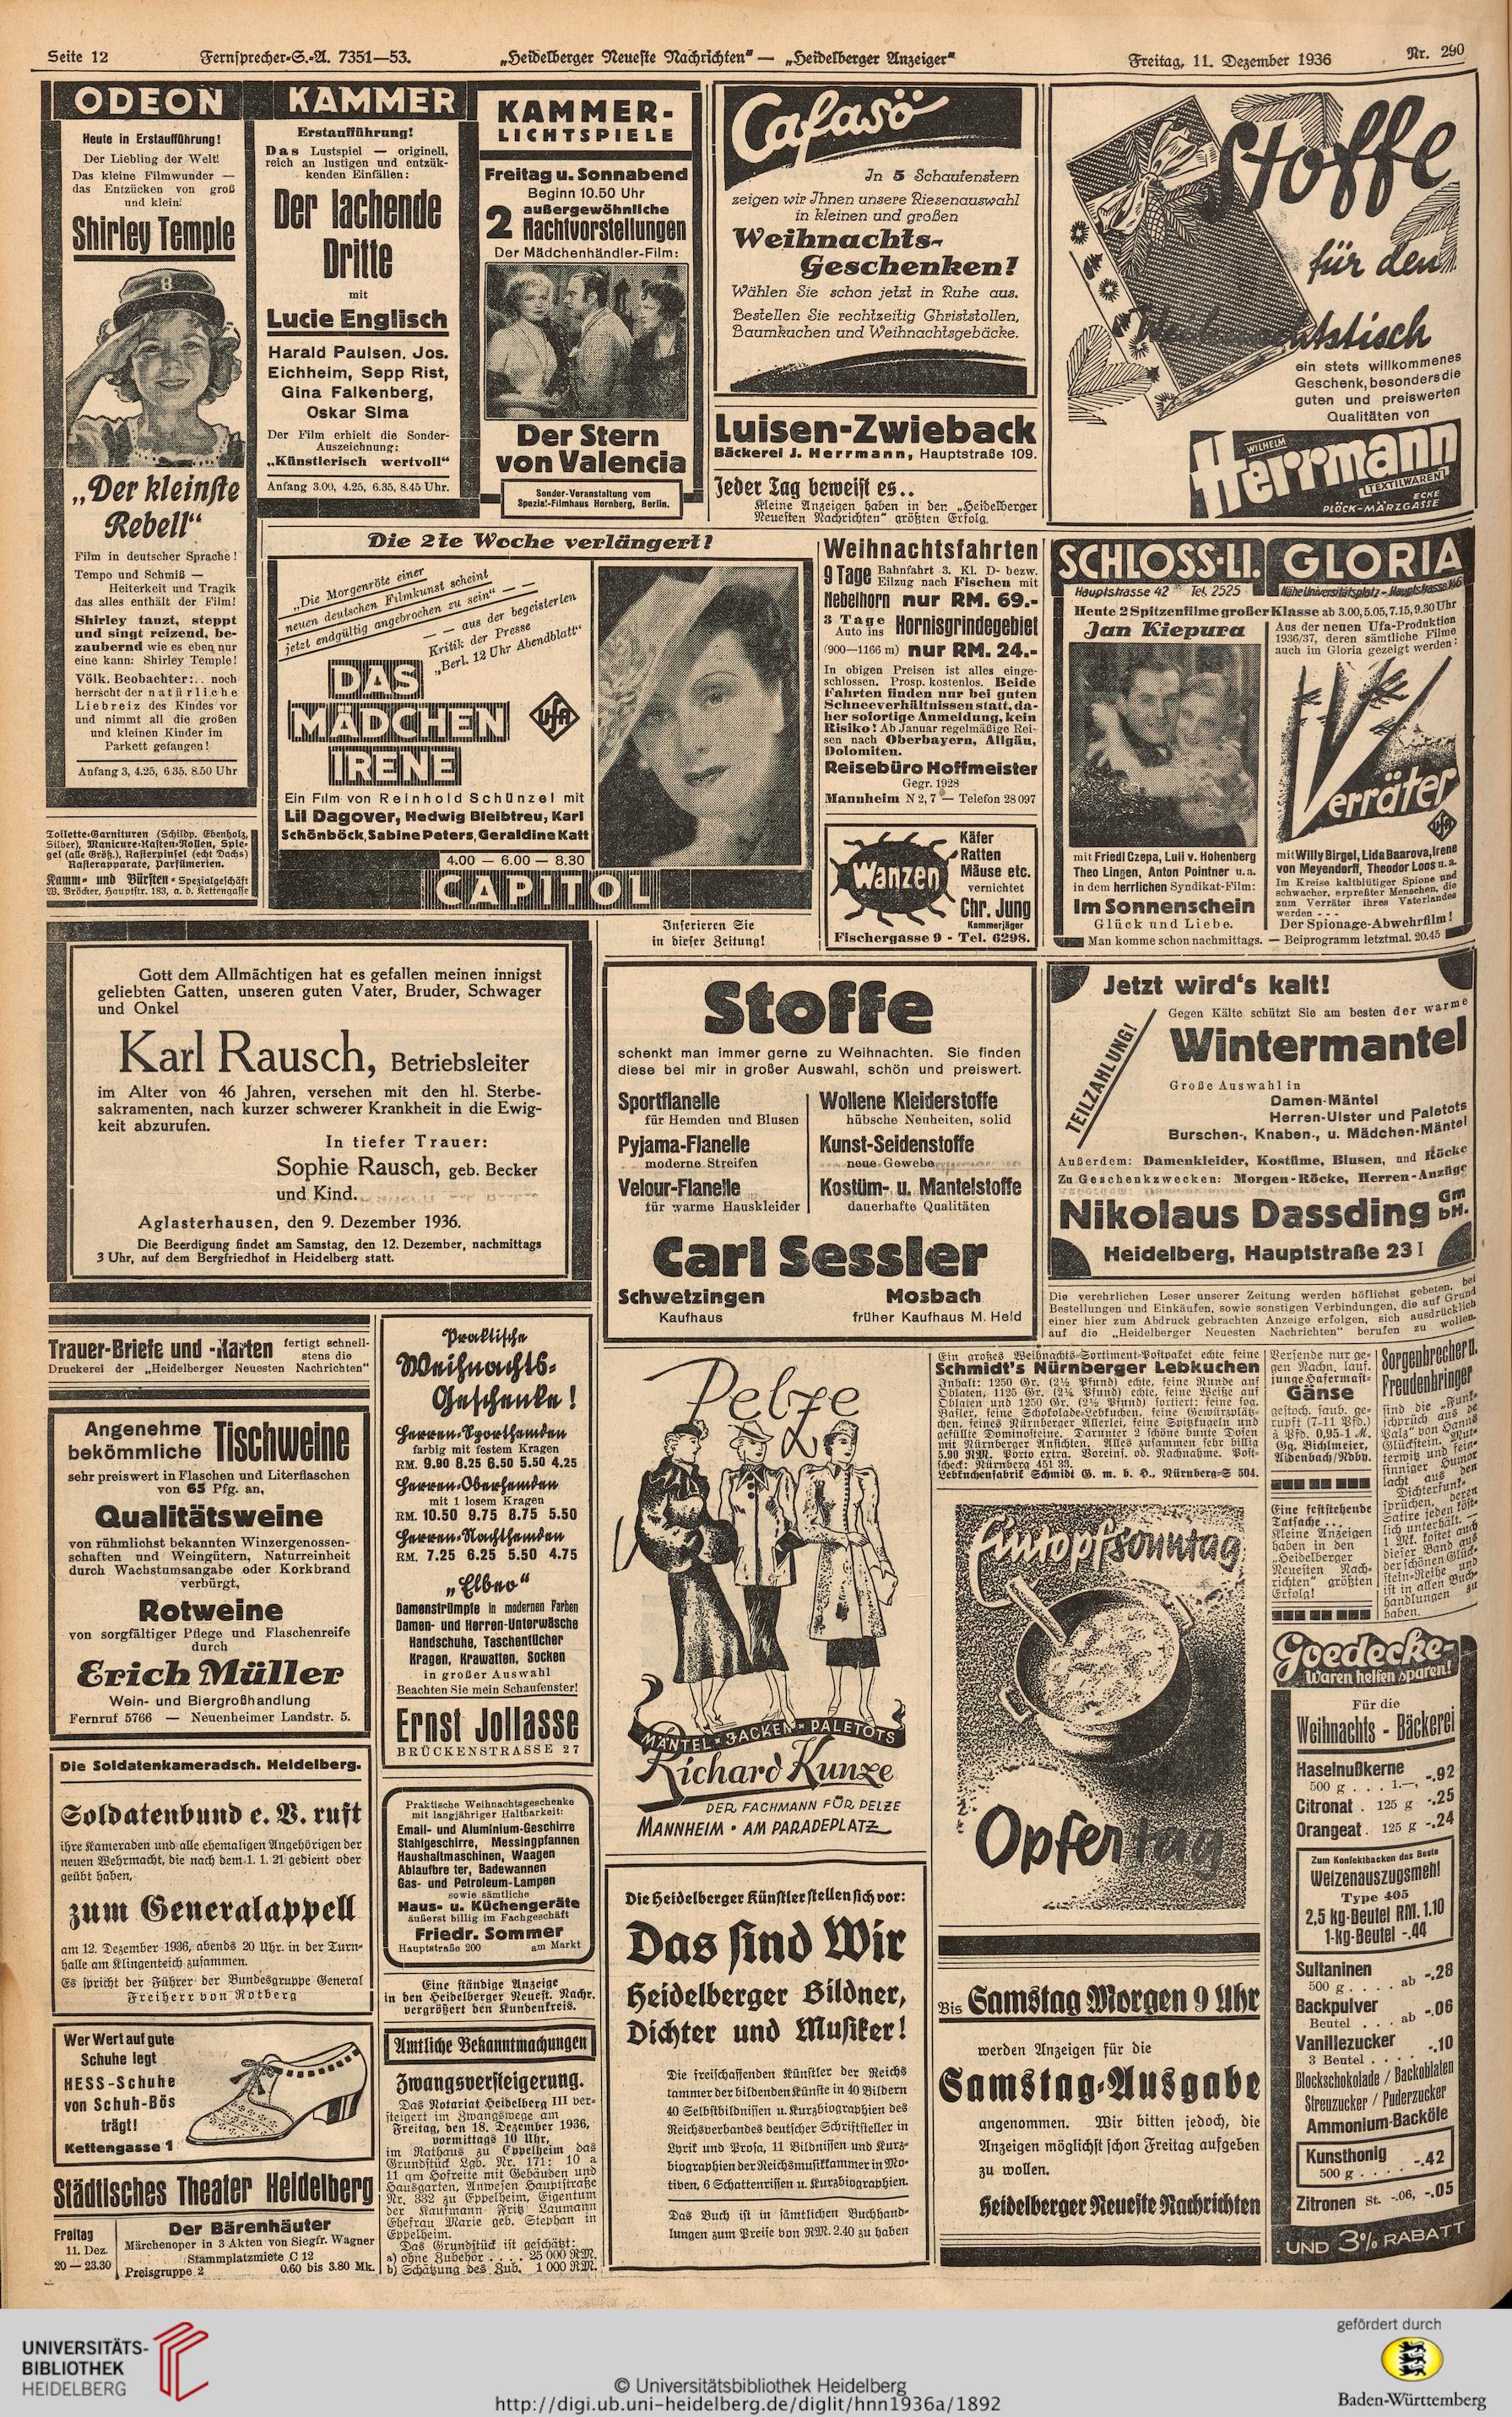 Seite 12
Fernsprecher-S.-A. 7351—53.
„Heidelberger Neueste Nachrichten" — „Heidelberger Anzeiger"
Freitag, 11. Dezember 1936
Nr. 290
ODEON
Heute in Erstaufführung!
Der Liebling der Welt!
Das kleine Filmwunder —
das Entzücken von groß
und klein!
Shirley Temple
„Der kleinste
Rebell"
Film in deutscher Sprache!
Tempo und Schmiß —
Heiterkeit und Tragik
das alles enthält der Film!
Shirley tanzt, steppt
und singt reizend, be-
zaubernd wie es eben nur
eine kann: Shirley Temple!
Völk. Beobachter: . . noch
herrscht der natürliche
Liebreiz des Kindes vor
und nimmt all die großen
und kleinen Kinder im
Parkett gefangen!
Anfang 3, 4.25, 6.35, 8.50 Uhr
Toilette-Garnituren (Schildp. Ebenholz,
Silber), Manicure-Kasten-Rollen, Spie-
gel (alle Größ.), Rasierpinsel (echt Dachs)
Rasierapparate, Parfümerien.
Kamm- und Bürsten-Spezialgeschäft
W. Bröcker, Hauptstr. 183, a. d. Kettengasse
KAMMER
Erstaufführung!
Das Lustspiel — originell,
reich an lustigen und entzük-
kenden Einfällen:
Der lachende
Dritte
mit
Lucie Englisch
Harald Paulsen, Jos.
Eichheim, Sepp Rist,
Gina Falkenberg,
Oskar Sima
Der Film erhielt die Sonder-
Auszeichnung:
„Künstlerisch wertvoll"
Anfang 3.00, 4.25, 6.35, 8.45 Uhr.
KAMMER-
LICHTSPIELE
Freitag u. Sonnabend
Beginn 10.50 Uhr
2 außergewöhnliche
Nachtvorstellungen
Der Mädchenhändler-Film:
Der Stern
von Valencia
Sonder-Veranstaltung vom
Spezial-Filmhaus Hornberg, Berlin.
Cafasö
In 5 Schaufenstern
zeigen wir Ihnen unsere Riesenauswahl
in kleinen und großen
Weihnachts-
Geschenken!
Wählen Sie schon jetzt in Ruhe aus.
Bestellen Sie rechtzeitig Christstollen,
Baumkuchen und Weihnachtsgebäcke.
Luisen-Zwieback
Bäckerei J. Herrmann, Hauptstraße 109.
Jeder Tag beweist es..
Kleine Anzeigen haben in den „Heidelberger
Neuesten Nachrichten" größten Erfolg.
Stoffe
für den
Weihnachtstisch
ein stets willkommenes
Geschenk, besonders die
guten und preiswerten
Qualitäten von
WILHELM
Herrmann
TEXTILWAREN
ECKE
PLÖCK-MÄRZGASSE
Die 2te Woche verlängert!
„Die Morgenröte einer
neuen deutschen Filmkunst scheint
jetzt endgültig angebrochen zu sein" — —
— — aus der begeisterten
Kritik der Presse
„Berl. 12 Uhr Abendblatt"
DAS
MÄDCHEN
IRENE
Ufa
Ein Film von Reinhold Schünzel mit
Lil Dagover, Hedwig Bleibtreu, Karl
Schönböck, Sabine Peters, Geraldine Katt
4.00 — 6.00 — 8.30
CAPITOL
Weihnachtsfahrten
9 Tage Bahnfahrt 3. Kl. D- bezw.
Eilzug nach Fischen mit
Nebelhorn nur RM. 69.-
3 Tage
Auto ins Hornisgrindegebiet
(900—1166 m) nur RM. 24.-
In obigen Preisen ist alles einge-
schlossen. Prosp. kostenlos. Beide
Fahrten finden nur bei guten
Schneeverhältnissen statt, da-
her sofortige Anmeldung, kein
Risiko! Ab Januar regelmäßige Rei-
sen nach Oberbayern, Allgäu,
Dolomiten.
Reisebüro Hoffmeister
Gegr. 1928
Mannheim N 2, 7 — Telefon 28097
Wanzen
Käfer
Ratten
Mäuse etc.
vernichtet
Chr. Jung
Kammerjäger
Fischergasse 9 - Tel. 6298.
SCHLOSS-LI.
Hauptstrasse 42 Tel. 2525
GLORIA
Nähe Universitätsplatz - Hauptstrasse 146
Heute 2 Spitzenfilme großer Klasse ab 3.00, 5.05, 7.15, 9.30 Uhr
Jan Kiepura
mit Friedl Czepa, Luli v. Hohenberg
Theo Lingen, Anton Pointner u. a.
in dem herrlichen Syndikat-Film:
Im Sonnenschein
Glück und Liebe.
Aus der neuen Ufa-Produktion
1936/37, deren sämtliche Filme
auch im Gloria gezeigt werden:
Verräter
Ufa
mit Willy Birgel, Lida Baarova, Irene
von Meyendorff, Theodor Loos u. a.
Im Kreise kaltblütiger Spione und
schwacher, erpreßter Menschen, die
zum Verräter ihres Vaterlandes
werden - - -
Der Spionage-Abwehrfilm!
Man komme schon nachmittags. — Beiprogramm letztmal. 20.45
Gott dem Allmächtigen hat es gefallen meinen innigst
geliebten Gatten, unseren guten Vater, Bruder, Schwager
und Onkel
Karl Rausch, Betriebsleiter
im Alter von 46 Jahren, versehen mit den hl. Sterbe-
sakramenten, nach kurzer schwerer Krankheit in die Ewig-
keit abzurufen.
In tiefer Trauer:
Sophie Rausch, geb. Becker
und Kind.
Aglasterhausen, den 9. Dezember 1936.
Die Beerdigung findet am Samstag, den 12. Dezember, nachmittags
3 Uhr, auf dem Bergfriedhof in Heidelberg statt.
Inserieren Sie
in dieser Zeitung!
Stoffe
schenkt man immer gerne zu Weihnachten. Sie finden
diese bei mir in großer Auswahl, schön und preiswert.
Sportflanelle
für Hemden und Blusen
Pyjama-Flanelle
moderne Streifen
Velour-Flanelle
für warme Hauskleider
Wollene Kleiderstoffe
hübsche Neuheiten, solid
Kunst-Seidenstoffe
neue Gewebe
Kostüm- u. Mantelstoffe
dauerhafte Qualitäten
Carl Sessler
Schwetzingen
Kaufhaus
Mosbach
früher Kaufhaus M. Held
Jetzt wird's kalt!
TEILZAHLUNG!
Gegen Kälte schützt Sie am besten der warme
Wintermantel
Große Auswahl in
Damen-Mäntel
Herren-Ulster und Paletots
Burschen-, Knaben-, u. Mädchen-Mäntel
Außerdem: Damenkleider, Kostüme, Blusen, und Röcke
Zu Geschenkzwecken: Morgen-Röcke, Herren-Anzüge
Nikolaus Dassding GmbH.
Heidelberg, Hauptstraße 23 I
Die verehrlichen Leser unserer Zeitung werden höflichst gebeten, bei
Bestellungen und Einkäufen, sowie sonstigen Verbindungen, die auf Grund
einer hier zum Abdruck gebrachten Anzeige erfolgen, sich ausdrücklich
auf die „Heidelberger Neuesten Nachrichten" berufen zu wollen.
Trauer-Briefe und -Karten fertigt schnell-
stens die
Druckerei der „Heidelberger Neuesten Nachrichten"
Angenehme
bekömmliche Tischweine
sehr preiswert in Flaschen und Literflaschen
von 65 Pfg. an,
Qualitätsweine
von rühmlichst bekannten Winzergenossen-
schaften und Weingütern, Naturreinheit
durch Wachstumsangabe oder Korkbrand
verbürgt,
Rotweine
von sorgfältiger Pflege und Flaschenreife
durch
Erich Müller
Wein- und Biergroßhandlung
Fernruf 5766 — Neuenheimer Landstr. 5.
Die Soldatenkameradsch. Heidelberg.
Soldatenbund e. V. ruft
ihre Kameraden und alle ehemaligen Angehörigen der
neuen Wehrmacht, die nach dem 1. 1. 21 gedient oder
geübt haben,
zum Generalappell
am 12. Dezember 1936, abends 20 Uhr, in der Turn-
halle am Klingenteich zusammen.
Es spricht der Führer der Bundesgruppe General
Freiherr von Rotberg
Wer Wert auf gute
Schuhe legt
HESS-Schuhe
von Schuh-Bös
trägt!
Kettengasse 1
Städtisches Theater Heidelberg
Freitag
11. Dez.
20 — 23.30
Der Bärenhäuter
Märchenoper in 3 Akten von Siegfr. Wagner
Stammplatzmiete C 12
Preisgruppe 2 0.60 bis 3.80 Mk.
Praktische
Weihnachts-
Geschenke!
Herren-Sporthemden
farbig mit festem Kragen
RM. 9.90 8.25 6.50 5.50 4.25
Herren-Oberhemden
mit 1 losem Kragen
RM. 10.50 9.75 8.75 5.50
Herren-Nachthemden
RM. 7.25 6.25 5.50 4.75
„Elbeo"
Damenstrümpfe in modernen Farben
Damen- und Herren-Unterwäsche
Handschuhe, Taschentücher
Kragen, Krawatten, Socken
in großer Auswahl
Beachten Sie mein Schaufenster!
Ernst Jollasse
BRÜCKENSTRASSE 27
Praktische Weihnachtsgeschenke
mit langjähriger Haltbarkeit:
Email- und Aluminium-Geschirre
Stahlgeschirre, Messingpfannen
Haushaltmaschinen, Waagen
Ablaufbre ter, Badewannen
Gas- und Petroleum-Lampen
sowie sämtliche
Haus- u. Küchengeräte
äußerst billig im Fachgeschäft
Friedr. Sommer
Hauptstraße 200 am Markt
Eine ständige Anzeige
in den Heidelberger Neuest. Nachr.
vergrößert den Kundenkreis.
Amtliche Bekanntmachungen
Zwangsversteigerung.
Das Notariat Heidelberg III ver-
steigert im Zwangswege am
Freitag, den 18. Dezember 1936,
vormittags 10 Uhr,
im Rathaus zu Eppelheim das
Grundstück Lgb. Nr. 171: 10 a
11 qm Hofreite mit Gebäuden und
Hausgarten, Anwesen Hauptstraße
Nr. 332 zu Eppelheim, Eigentum
der Kaufmann Fritz Laumann
Ehefrau Marie geb. Stephan in
Eppelheim.
Das Grundstück ist geschätzt:
a) ohne Zubehör . . . 25 000 RM.
b) Schätzung des Zub. 1 000 RM.
Pelze
MÄNTEL-JACKEN-PALETOTS
Richard Kunze
DER FACHMANN FÜR PELZE
MANNHEIM • AM PARADEPLATZ
Die Heidelberger Künstler stellen sich vor:
Das sind Wir
Heidelberger Bildner,
Dichter und Musiker!
Die freischaffenden Künstler der Reichs
kammer der bildenden Künste in 40 Bildern
40 Selbstbildnissen u. Kurzbiographien des
Reichsverbandes deutscher Schriftsteller in
Lyrik und Prosa, 11 Bildnissen und Kurz-
biographien der Reichsmusikkammer in Mo-
tiven, 6 Schattenrissen u. Kurzbiographien.
Das Buch ist in sämtlichen Buchhand-
lungen zum Preise von RM. 2.40 zu haben
Ein großes Weihnachts-Sortiment-Postpaket echte feine
Schmidt's Nürnberger Lebkuchen
Inhalt: 1250 Gr. (2½ Pfund) echte, feine Runde auf
Oblaten, 1125 Gr. (2¼ Pfund) echte, feine Weiße auf
Oblaten und 1250 Gr. (2½ Pfund) sortiert: feine sog.
Basler, feine Schokolade-Lebkuchen, feine Gewürzplätz-
chen, feines Nürnberger Allerlei, feine Spitzkugeln und
gefüllte Dominosteine. Darunter 2 schöne bunte Dosen
mit Nürnberger Ansichten. Alles zusammen sehr billig
5.90 RM. Porto extra. Voreins. od. Nachnahme. Post-
scheck: Nürnberg 451 33.
Lebkuchenfabrik Schmidt G. m. b. H., Nürnberg-S 504.
Eintopfsonntag
Opfertag
Bis Samstag Morgen 9 Uhr
werden Anzeigen für die
Samstag-Ausgabe
angenommen. Wir bitten jedoch, die
Anzeigen möglichst schon Freitag aufgeben
zu wollen.
Heidelberger Neueste Nachrichten
Versende nur ge-
gen Nachn. lauf.
junge Hafermast-
Gänse
gestoch. saub. ge-
rupft (7-11 Pfd.)
à Pfd. 0,95-1 M.
Gg. Bichlmeier,
Aidenbach/Ndby.
Eine feststehende
Tatsache ...
Kleine Anzeigen
haben in den
„Heidelberger
Neuesten Nach-
richten" größten
Erfolg!
Sorgenbrecher u.
Freudenbringer
sind die „Funk-
sprüch aus de
Palz" von Hanns
Glückstein. Mut-
terwitz und fein-
sinniger Humor
lacht aus den
Dichterfunk-
sprüchen, deren
Satire jeden köst-
lich unterhält. —
1 Mk. kostet auch
dieser Band aus
der schönen Glück-
stein-Reihe und
ist in allen Buch-
handlungen zu
haben.
Goedecke-
Waren helfen sparen!
Für die
Weihnachts-Bäckerei
Haselnußkerne
500 g . . . 1.—, -.92
Citronat . 125 g -.25
Orangeat . 125 g -.24
Zum Konfektbacken das Beste
Weizenauszugsmehl
Type 405
2,5 kg-Beutel RM. 1.10
1-kg-Beutel -.44
Sultaninen
500 g . . . . ab -.28
Backpulver
Beutel . . . ab -.06
Vanillezucker
3 Beutel . . . . -.10
Blockschokolade / Backoblaten
Streuzucker / Puderzucker
Ammonium-Backöle
Kunsthonig
500 g . . . . -.42
Zitronen St. -.06, -.05
UND 3% RABATT
UNIVERSITÄTS-
BIBLIOTHEK
HEIDELBERG
© Universitätsbibliothek Heidelberg
http://digi.ub.uni-heidelberg.de/diglit/hnn1936a/1892
gefördert durch
Baden-Württemberg